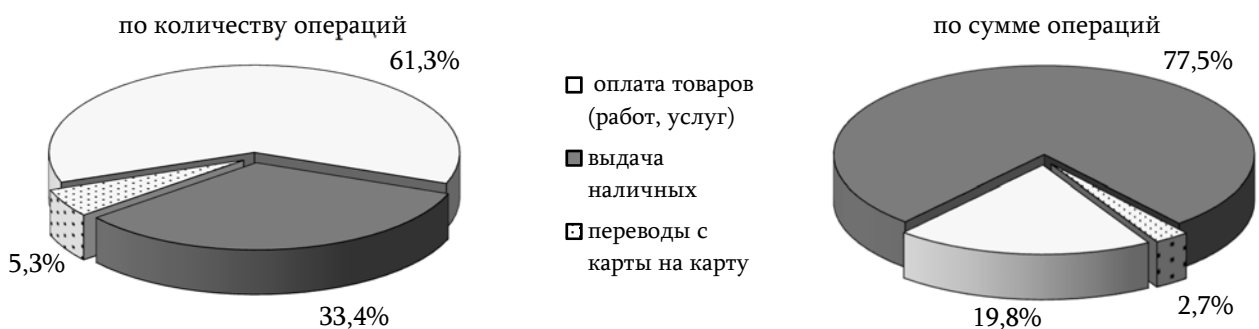 по количеству операций
61,3%
5,3%
33,4%
оплата товаров
(работ, услуг)
выдача
наличных
переводы с
карты на карту
по сумме операций
77,5%
19,8%
2,7%